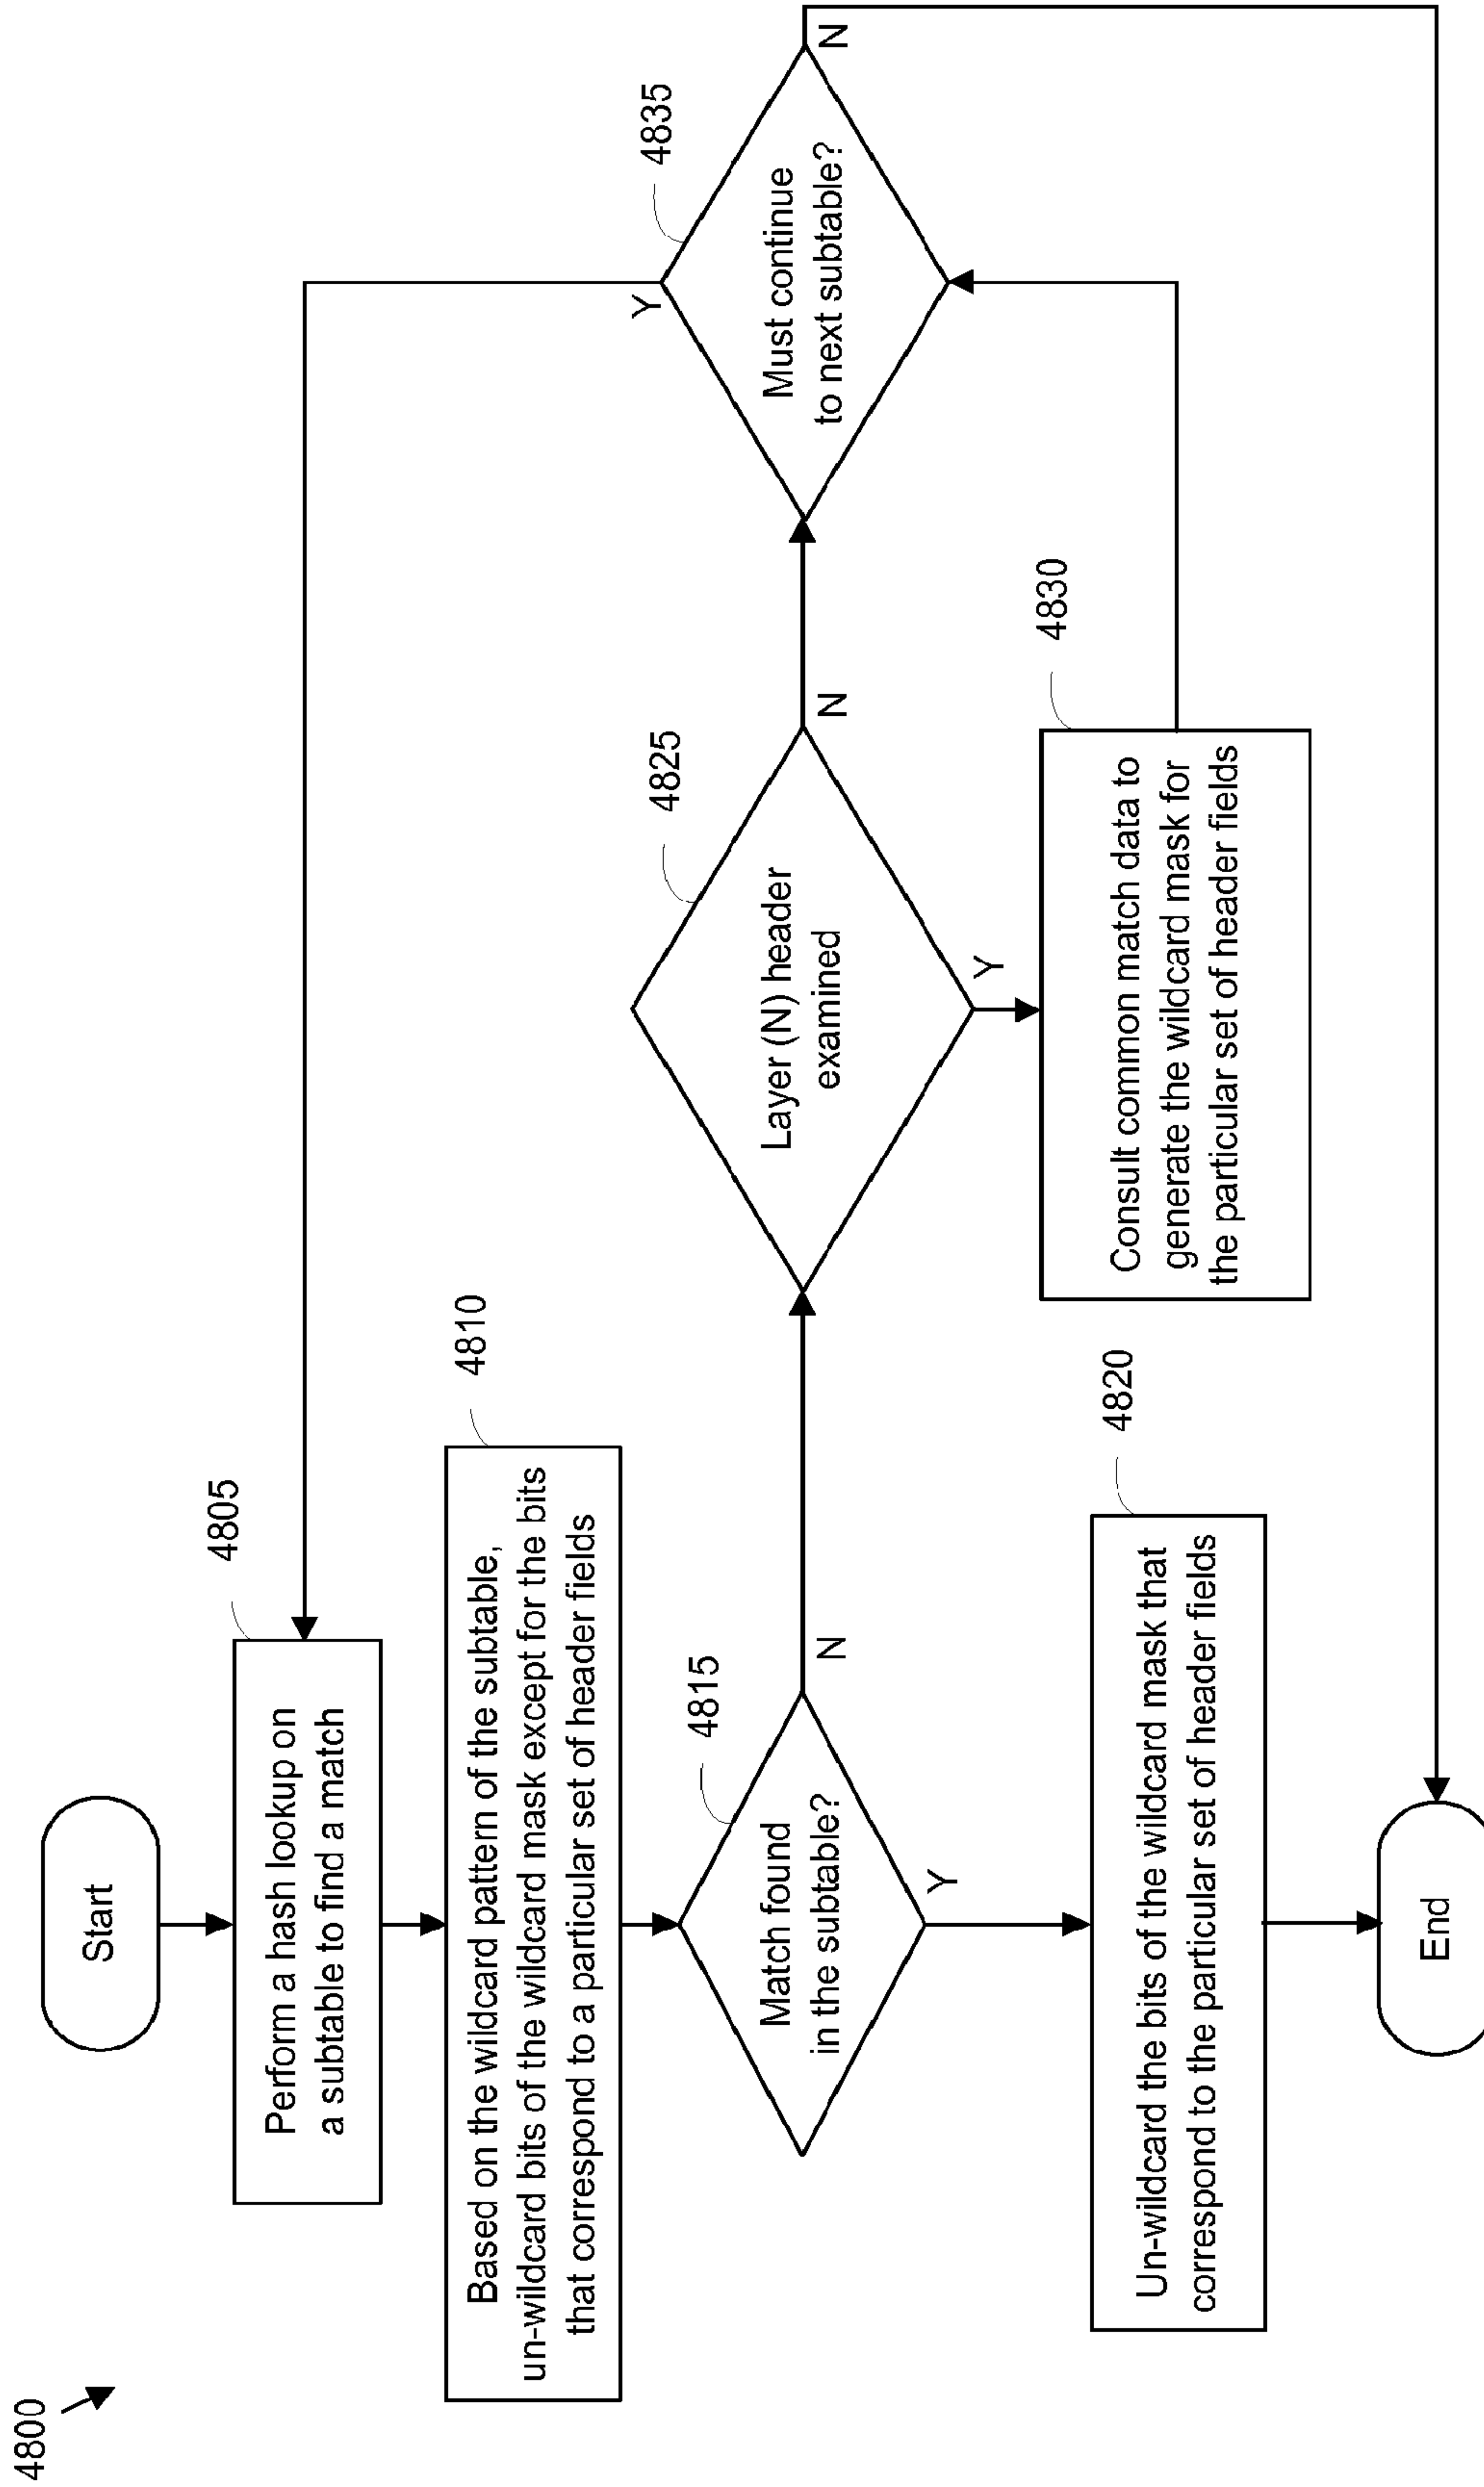 4800
Start
4805
Perform a hash lookup on
a subtable to find a match
4810
Based on the wildcard pattern of the subtable,
un-wildcard bits of the wildcard mask except for the bits
that correspond to a particular set of header fields
4815
Match found
in the subtable?
N
Y
4825
Layer (N) header
examined
N
Y
4835
Must continue
to next subtable?
Y
N
4820
Un-wildcard the bits of the wildcard mask that
correspond to the particular set of header fields
4830
Consult common match data to
generate the wildcard mask for
the particular set of header fields
End